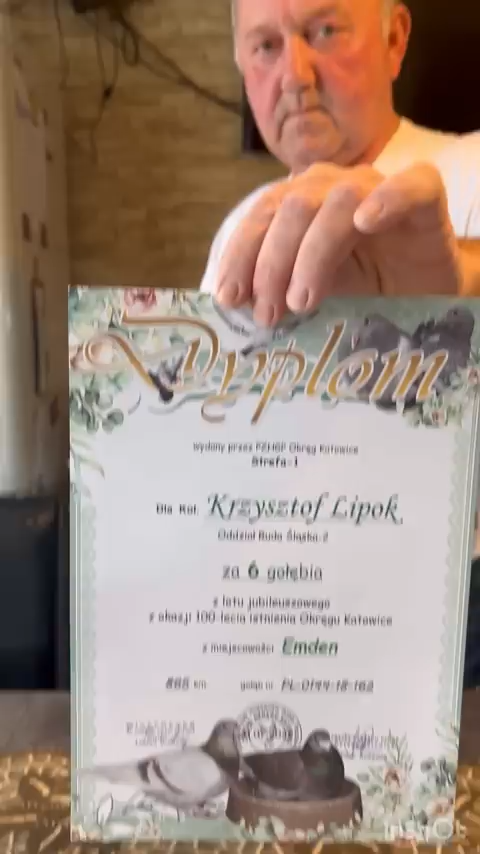 Dyplom
wydany przez PZHGP Okręg Katowice
Strefa-1
Dla Kol. Krzysztof Lipok
Oddział Ruda Śląska-2
za 6 gołębia
z lotu jubileuszowego
z okazji 100-lecia istnienia Okręgu Katowice
z miejscowości Emden
km gołąb nr PL-0144-18-162